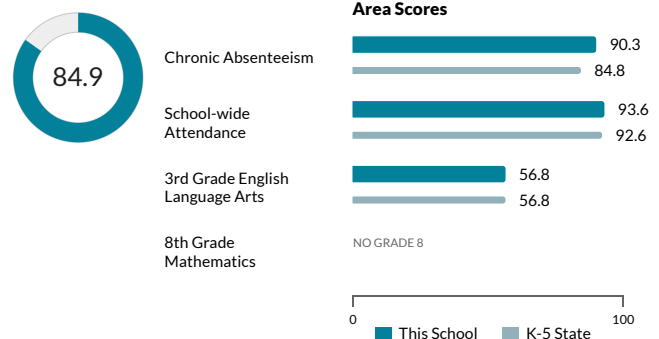 Area Scores
84.9
Chronic Absenteeism
90.3
84.8
School-wide
Attendance
93.6
92.6
3rd Grade English
Language Arts
56.8
56.8
8th Grade
Mathematics
NO GRADE 8
0
100
This School
K-5 State